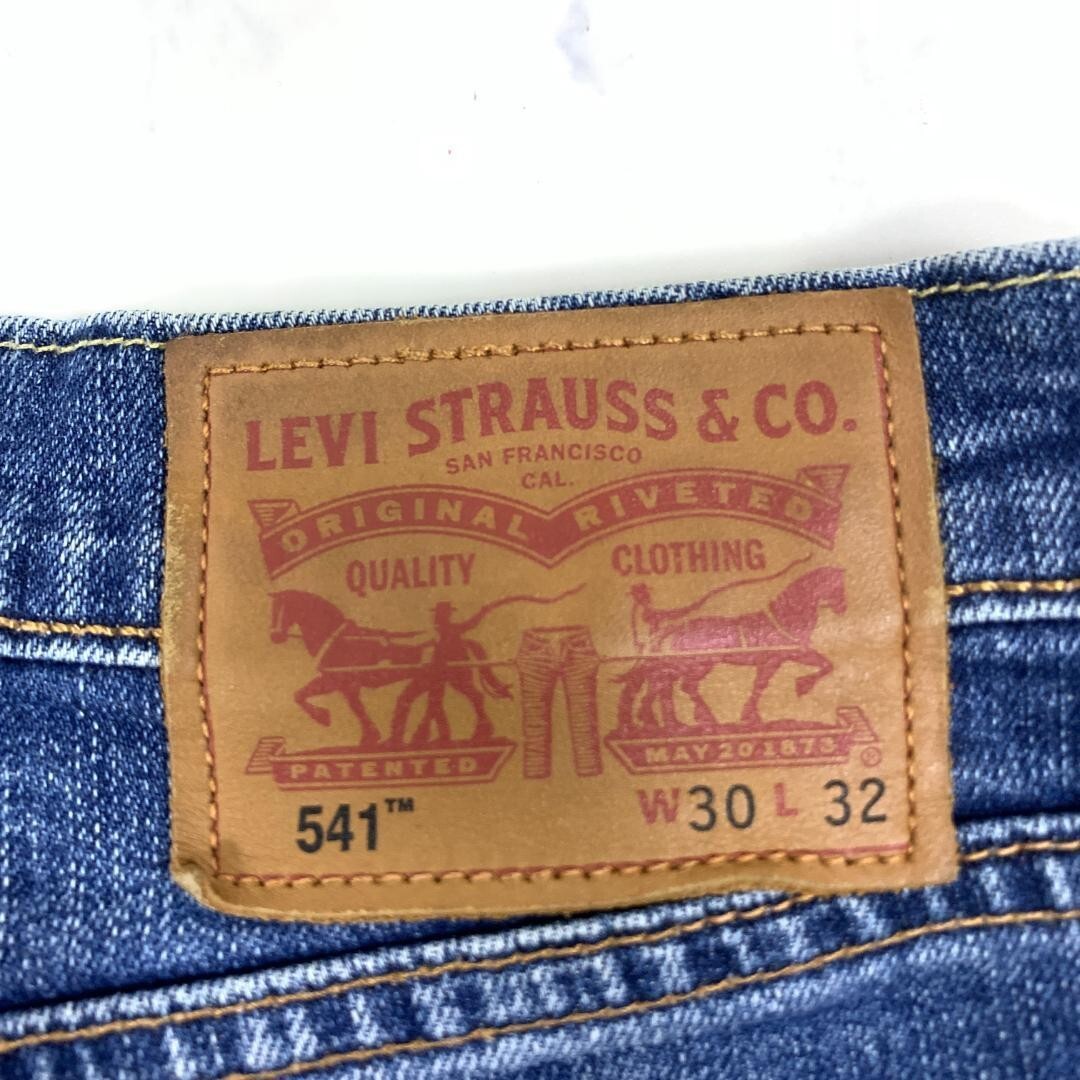 LEVI STRAUSS & CO.
SAN FRANCISCO
CAL.
ORIGINAL RIVETED
QUALITY CLOTHING
PATENTED MAY 20 1873 ®
541™ W30 L 32